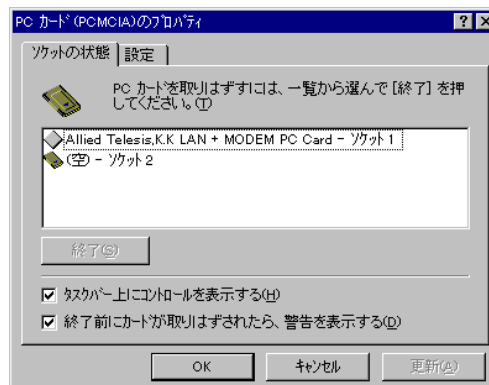 PC ｶｰﾄﾞ(PCMCIA)のﾌﾟﾛﾊﾟﾃｨ
ｿｹｯﾄの状態
設定
PC ｶｰﾄﾞを取りはずすには、一覧から選んで [終了] を押
してください。(T)
Allied Telesis,K.K LAN + MODEM PC Card - ｿｹｯﾄ 1
(空) - ｿｹｯﾄ 2
終了(S)
ﾀｽｸﾊﾞｰ上にｺﾝﾄﾛｰﾙを表示する(H)
終了前にｶｰﾄﾞが取りはずされたら、警告を表示する(D)
OK
ｷｬﾝｾﾙ
更新(A)